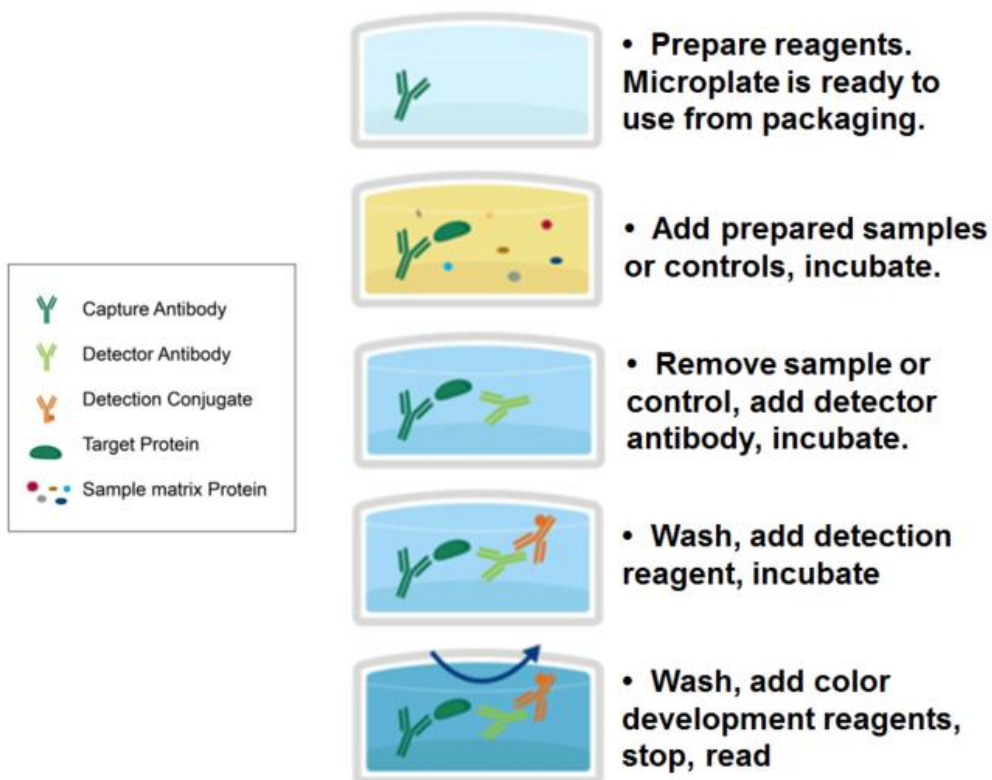 • Prepare reagents.
Microplate is ready to
use from packaging.
• Add prepared samples
or controls, incubate.
Capture Antibody
Detector Antibody
Detection Conjugate
Target Protein
Sample matrix Protein
• Remove sample or
control, add detector
antibody, incubate.
• Wash, add detection
reagent, incubate
• Wash, add color
development reagents,
stop, read